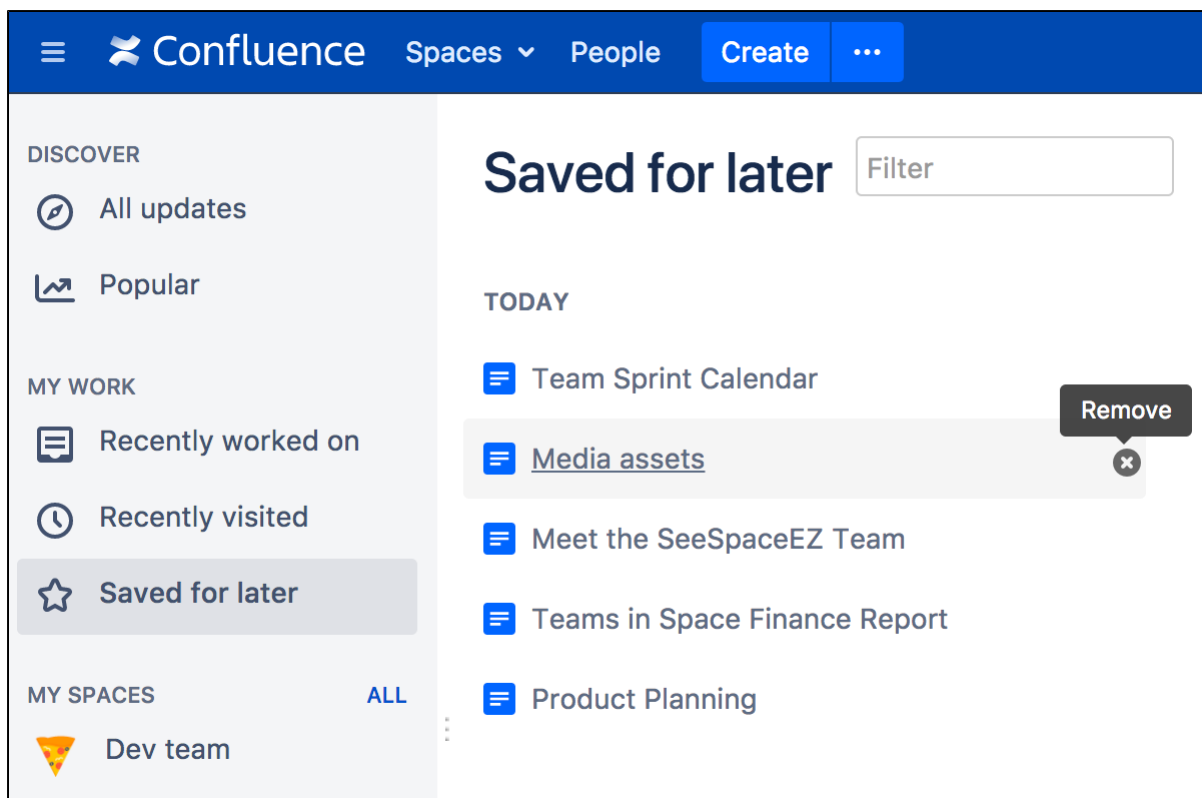 Confluence Spaces People Create ...
DISCOVER
All updates
Popular
MY WORK
Recently worked on
Recently visited
Saved for later
MY SPACES ALL
Dev team
Saved for later Filter
TODAY
Team Sprint Calendar
Remove
Media assets
Meet the SeeSpaceEZ Team
Teams in Space Finance Report
Product Planning